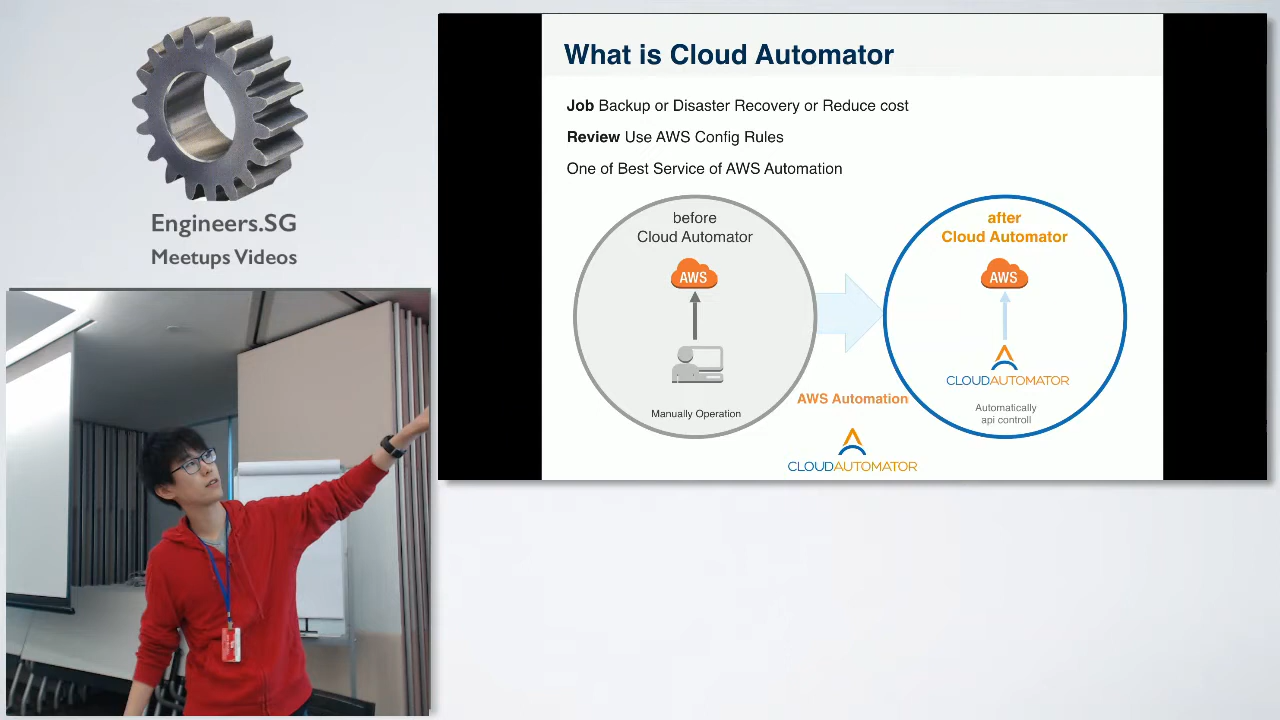 Engineers.SG
Meetups Videos
What is Cloud Automator
Job Backup or Disaster Recovery or Reduce cost
Review Use AWS Config Rules
One of Best Service of AWS Automation
before
Cloud Automator
AWS
Manually Operation
AWS Automation
CLOUDAUTOMATOR
after
Cloud Automator
AWS
CLOUDAUTOMATOR
Automatically
api controll